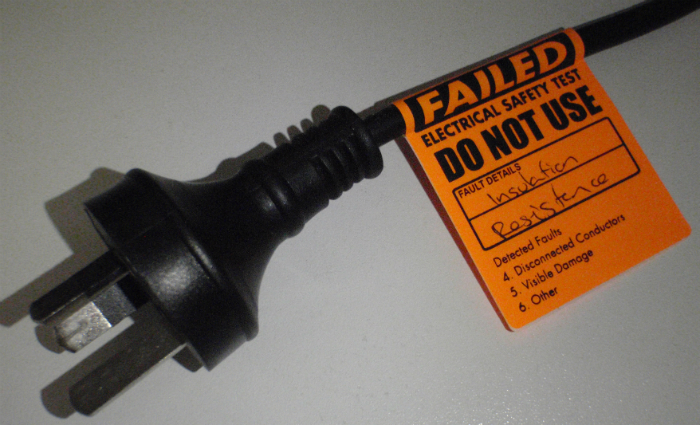 FAILED
ELECTRICAL SAFETY TEST
DO NOT USE
FAULT DETAILS
Insulation
Resistence
Detected Faults
4. Disconnected Conductors
5. Visible Damage
6. Other